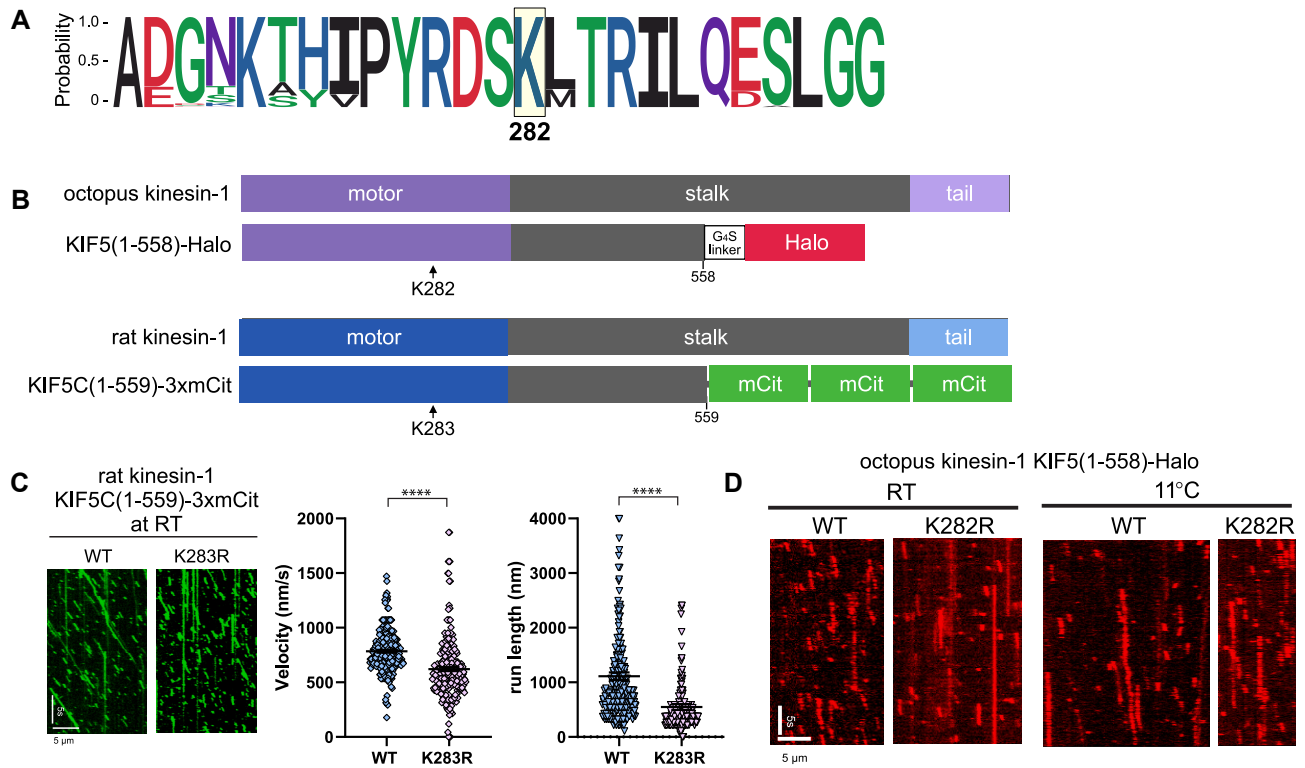 A
Probability
1.0
0.5
0
ADGNKTHIPYRDSKLTRILQESLGG
E TAYV M D
SS
282
B
octopus kinesin-1
motor
stalk
tail
KIF5(1-558)-Halo
G4S
linker
Halo
K282
558
rat kinesin-1
motor
stalk
tail
KIF5C(1-559)-3xmCit
mCit
mCit
mCit
K283
559
C
rat kinesin-1
KIF5C(1-559)-3xmCit
at RT
WT
K283R
5s
5 µm
Velocity (nm/s)
2000
1500
1000
500
0
****
WT
K283R
run length (nm)
4000
3000
2000
1000
0
****
WT
K283R
D
octopus kinesin-1 KIF5(1-558)-Halo
RT
11°C
WT
K282R
WT
K282R
5s
5 µm